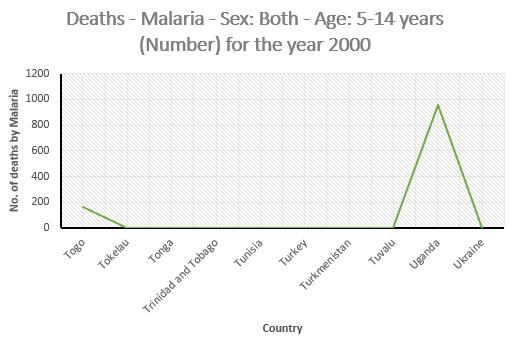 Deaths - Malaria - Sex: Both - Age: 5-14 years
(Number) for the year 2000
1200
1000
800
600
400
200
0
No. of deaths by Malaria
Togo
Tokelau
Tonga
Trinidad and Tobago
Tunisia
Turkey
Turkmenistan
Tuvalu
Uganda
Ukraine
Country